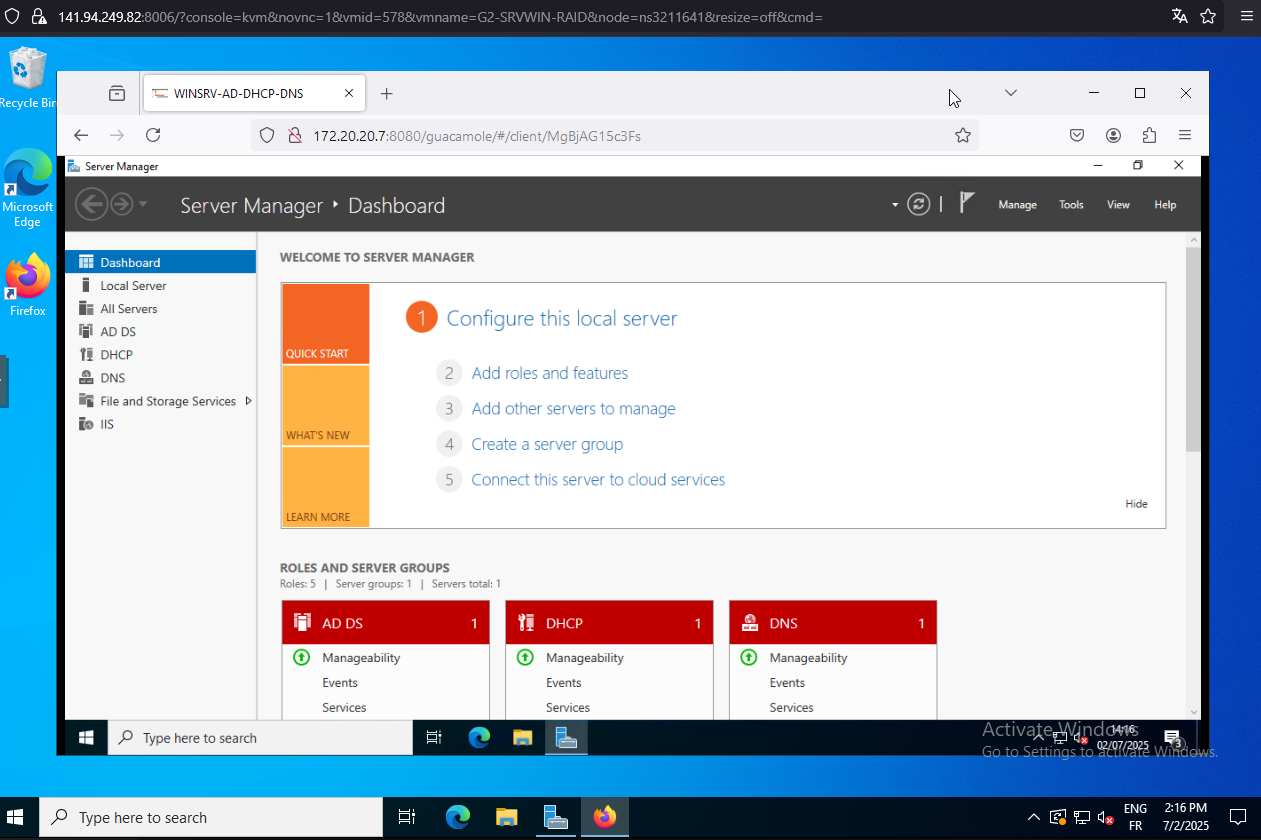 141.94.249.82:8006/?console=kvm&novnc=1&vmid=578&vmname=G2-SRVWIN-RAID&node=ns3211641&resize=off&cmd=
Recycle Bin
WINSRV-AD-DHCP-DNS
172.20.20.7:8080/guacamole/#/client/MgBjAG15c3Fs
Server Manager
Server Manager Dashboard
Manage Tools View Help
Microsoft
Edge
Firefox
Dashboard
Local Server
All Servers
AD DS
DHCP
DNS
File and Storage Services
IIS
WELCOME TO SERVER MANAGER
QUICK START
WHAT'S NEW
LEARN MORE
1 Configure this local server
2 Add roles and features
3 Add other servers to manage
4 Create a server group
5 Connect this server to cloud services
Hide
ROLES AND SERVER GROUPS
Roles: 5 | Server groups: 1 | Servers total: 1
AD DS 1
Manageability
Events
Services
DHCP 1
Manageability
Events
Services
DNS 1
Manageability
Events
Services
Type here to search
14:16
02/07/2025
3
Activate Windows
Go to Settings to activate Windows.
Type here to search
ENG
FR
2:16 PM
7/2/2025